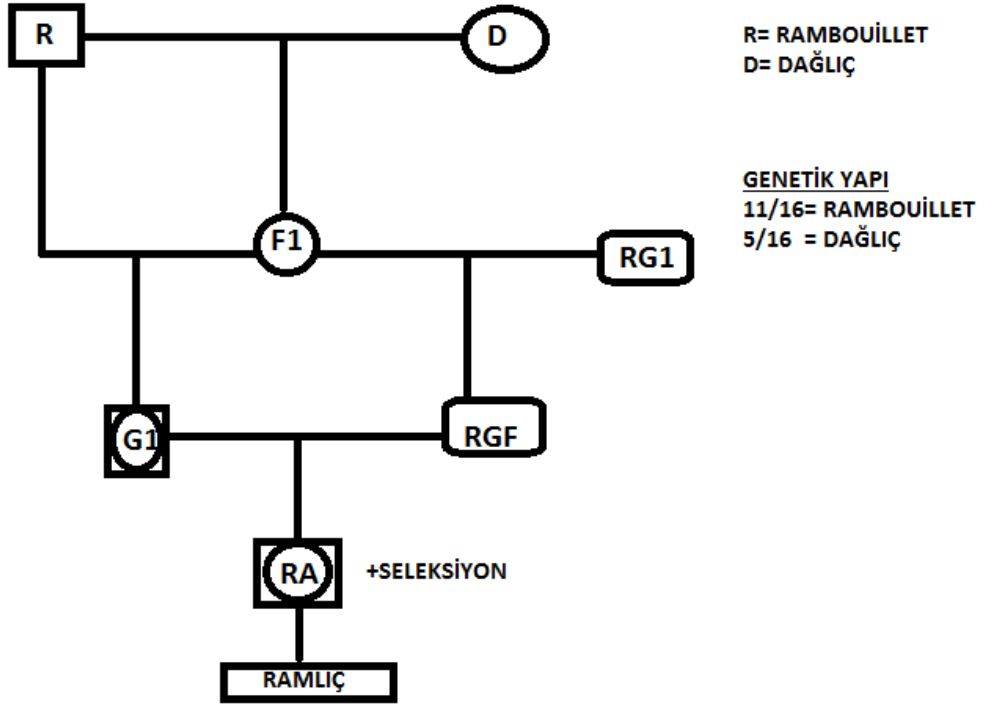 R
D
R= RAMBOUİLLET
D= DAĞLIÇ
GENETİK YAPI
11/16= RAMBOUİLLET
5/16 = DAĞLIÇ
F1
RG1
G1
RGF
RA
+SELEKSİYON
RAMLIÇ